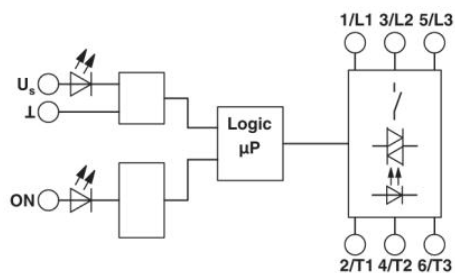 1/L1 3/L2 5/L3
Us
⊥
Logic
µP
ON
2/T1 4/T2 6/T3